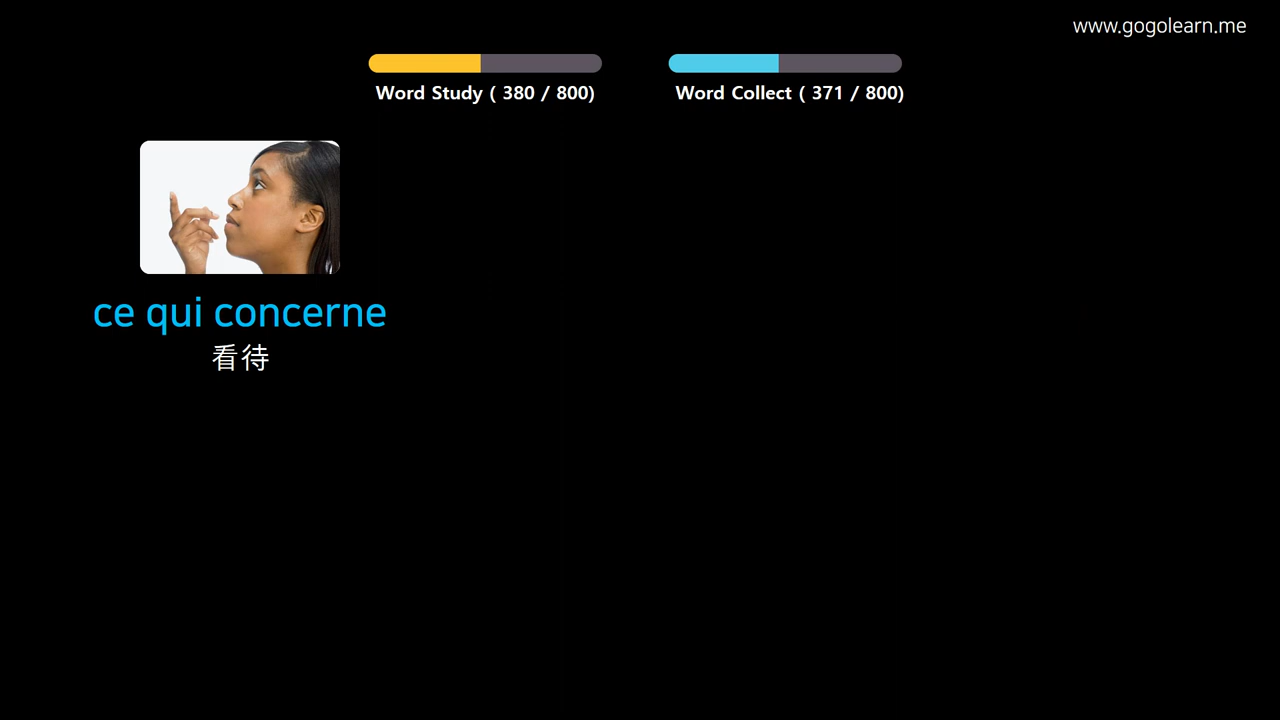 www.gogolearn.me
Word Study ( 380 / 800)
Word Collect ( 371 / 800)
ce qui concerne
看待